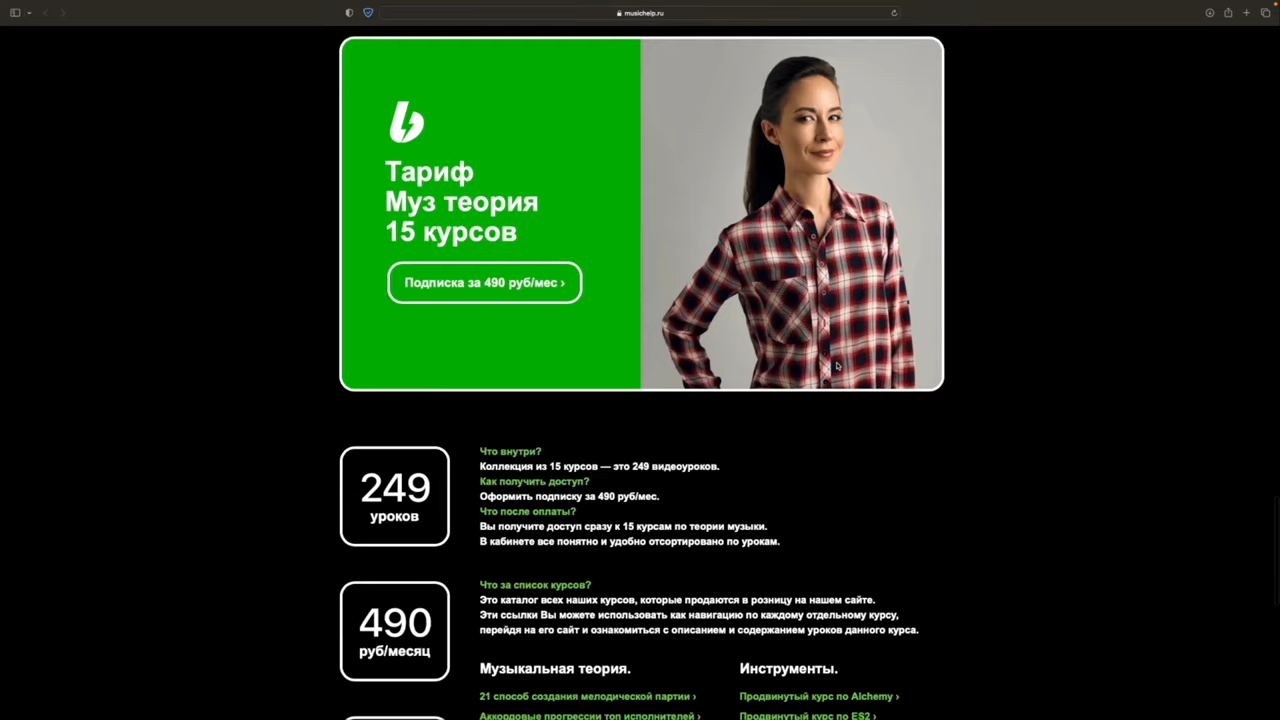 musichelp.ru
Тариф
Муз теория
15 курсов
Подписка за 490 руб/мес ›
249
уроков
Что внутри?
Коллекция из 15 курсов — это 249 видеоуроков.
Как получить доступ?
Оформить подписку за 490 руб/мес.
Что после оплаты?
Вы получите доступ сразу к 15 курсам по теории музыки.
В кабинете все понятно и удобно отсортировано по урокам.
490
руб/месяц
Что за список курсов?
Это каталог всех наших курсов, которые продаются в розницу на нашем сайте.
Эти ссылки Вы можете использовать как навигацию по каждому отдельному курсу,
перейдя на его сайт и ознакомиться с описанием и содержанием уроков данного курса.
Музыкальная теория.
21 способ создания мелодической партии ›
Аккордовые прогрессии топ исполнителей ›
Инструменты.
Продвинутый курс по Alchemy ›
Продвинутый курс по ES2 ›